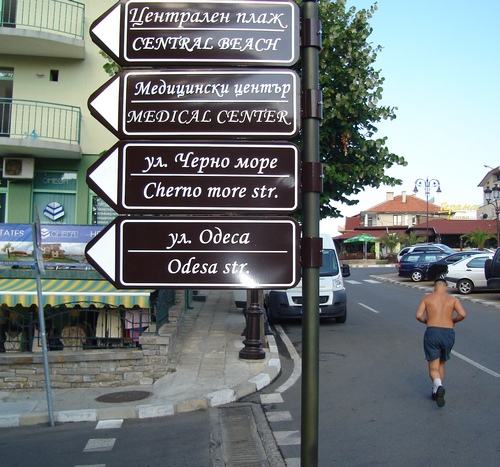 Централен плаж
CENTRAL BEACH
Медицински център
MEDICAL CENTER
ул. Черно море
Cherno more str.
ул. Одеса
Odesa str.